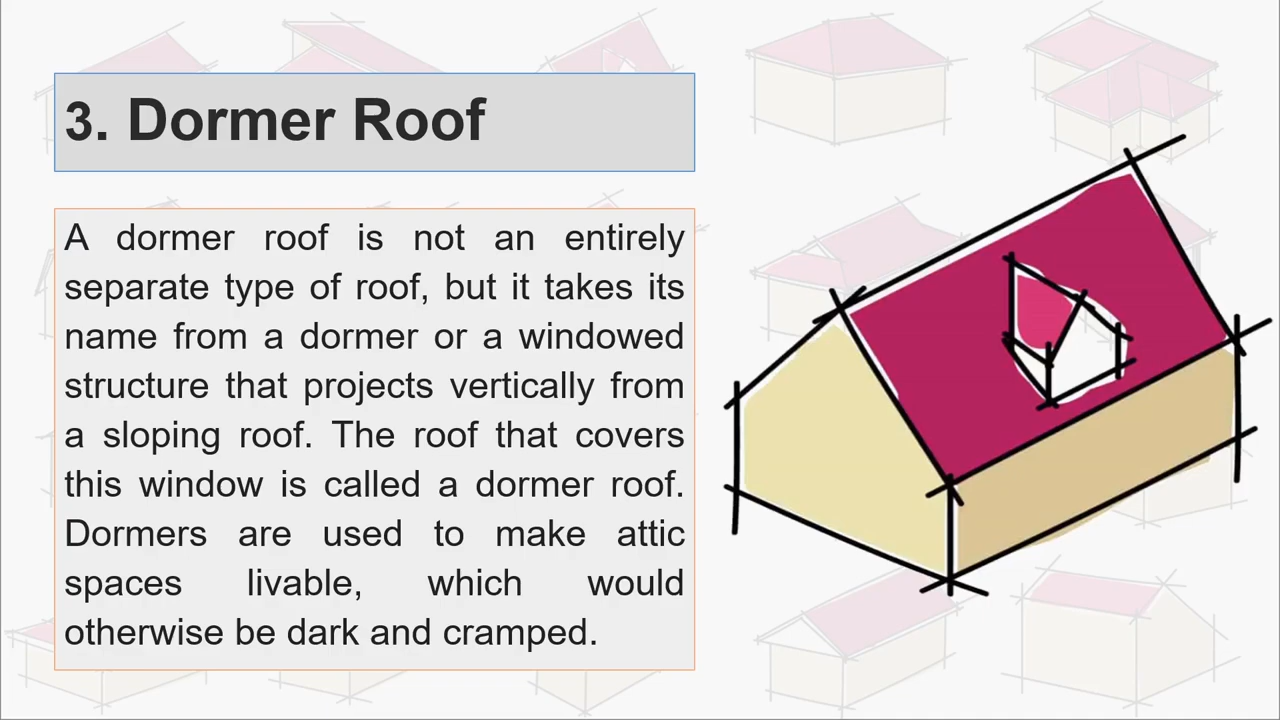 3. Dormer Roof
A dormer roof is not an entirely
separate type of roof, but it takes its
name from a dormer or a windowed
structure that projects vertically from
a sloping roof. The roof that covers
this window is called a dormer roof.
Dormers are used to make attic
spaces livable, which would
otherwise be dark and cramped.